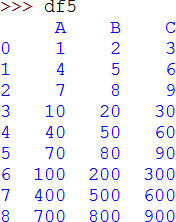 >>> df5
     A    B    C
0    1    2    3
1    4    5    6
2    7    8    9
3   10   20   30
4   40   50   60
5   70   80   90
6  100  200  300
7  400  500  600
8  700  800  900